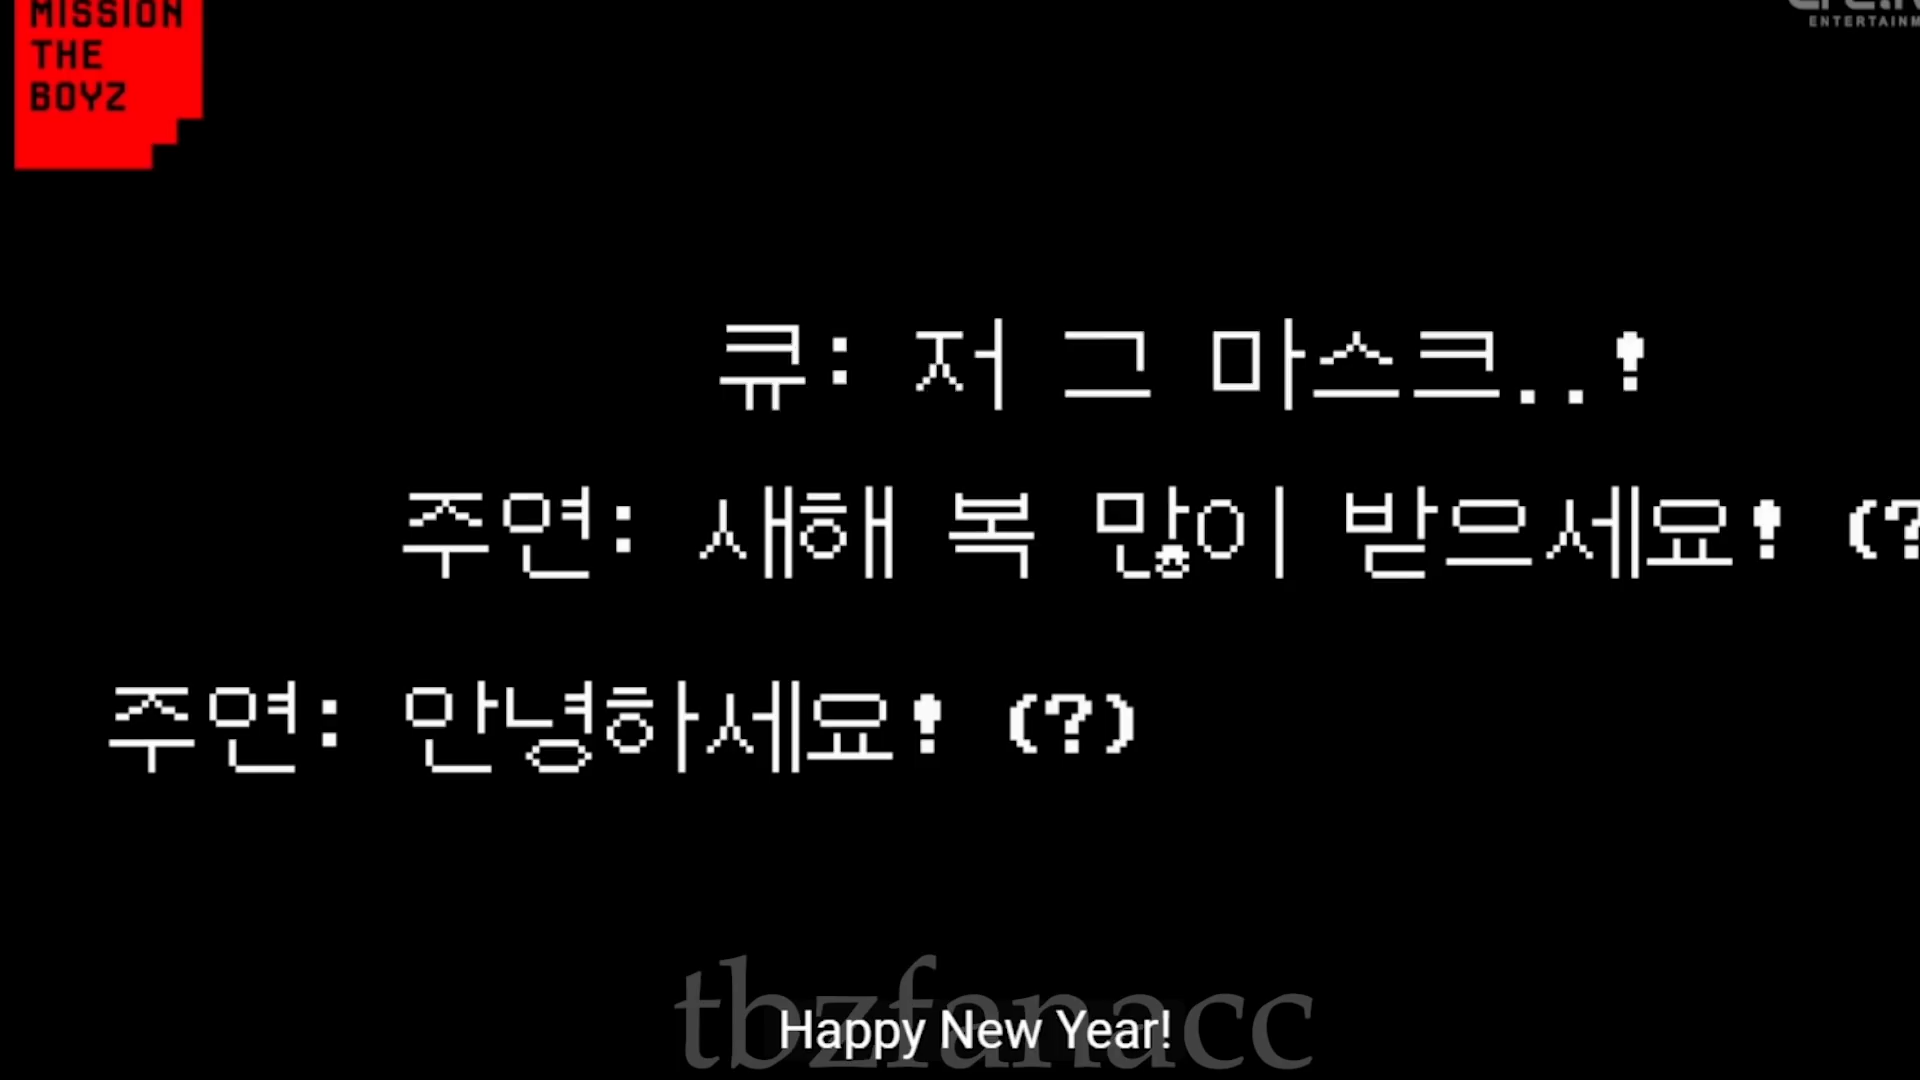 MISSION
THE
BOYZ
ENTERTAINM
큐: 저 그 마스크..!
주연: 새해 복 많이 받으세요! (?
주연: 안녕하세요! (?)
tbzfanacc
Happy New Year!